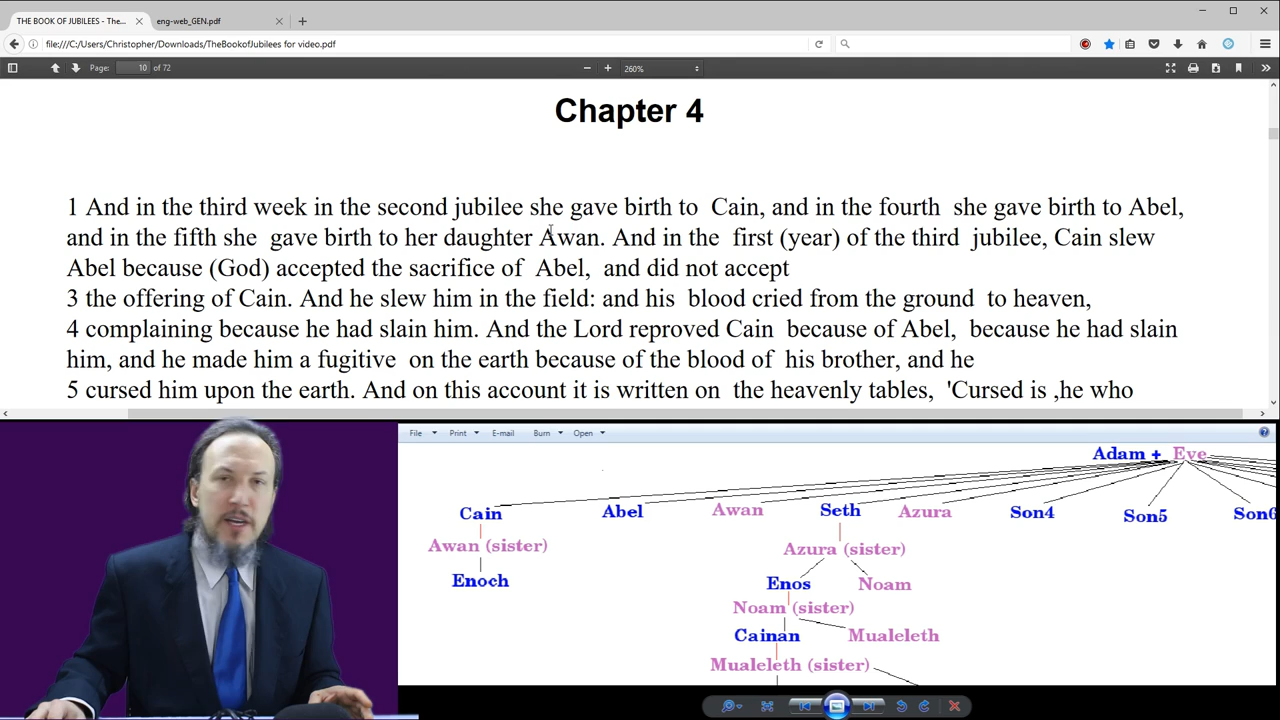 THE BOOK OF JUBILEES - The...
eng-web_GEN.pdf
file:///C:/Users/Christopher/Downloads/TheBookofJubilees for video.pdf
Page: 10 of 72
260%
Chapter 4
1 And in the third week in the second jubilee she gave birth to Cain, and in the fourth she gave birth to Abel,
and in the fifth she gave birth to her daughter Awan. And in the first (year) of the third jubilee, Cain slew
Abel because (God) accepted the sacrifice of Abel, and did not accept
3 the offering of Cain. And he slew him in the field: and his blood cried from the ground to heaven,
4 complaining because he had slain him. And the Lord reproved Cain because of Abel, because he had slain
him, and he made him a fugitive on the earth because of the blood of his brother, and he
5 cursed him upon the earth. And on this account it is written on the heavenly tables, 'Cursed is ,he who
File Print E-mail Burn Open
Adam + Eve
Cain Abel Awan Seth Azura Son4 Son5 Son6
Awan (sister) Azura (sister)
Enoch Enos Noam
Noam (sister)
Cainan Mualeleth
Mualeleth (sister)